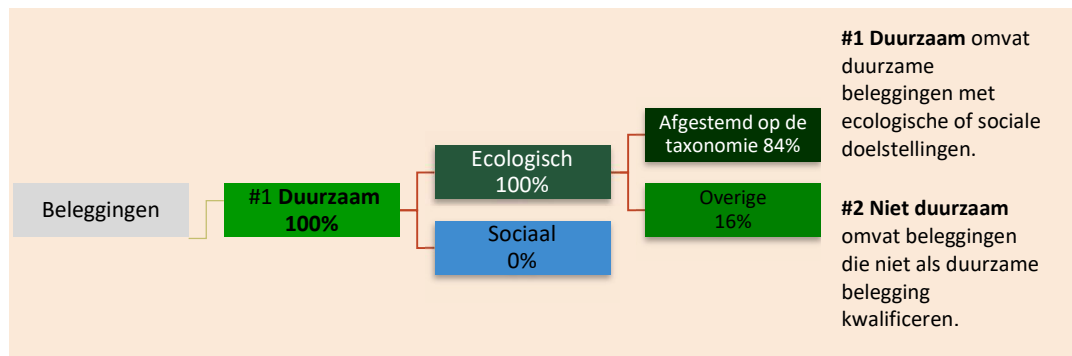 Beleggingen
#1 Duurzaam
100%
Ecologisch
100%
Sociaal
0%
Afgestemd op de
taxonomie 84%
Overige
16%
#1 Duurzaam omvat
duurzame
beleggingen met
ecologische of sociale
doelstellingen.
#2 Niet duurzaam
omvat beleggingen
die niet als duurzame
belegging
kwalificeren.